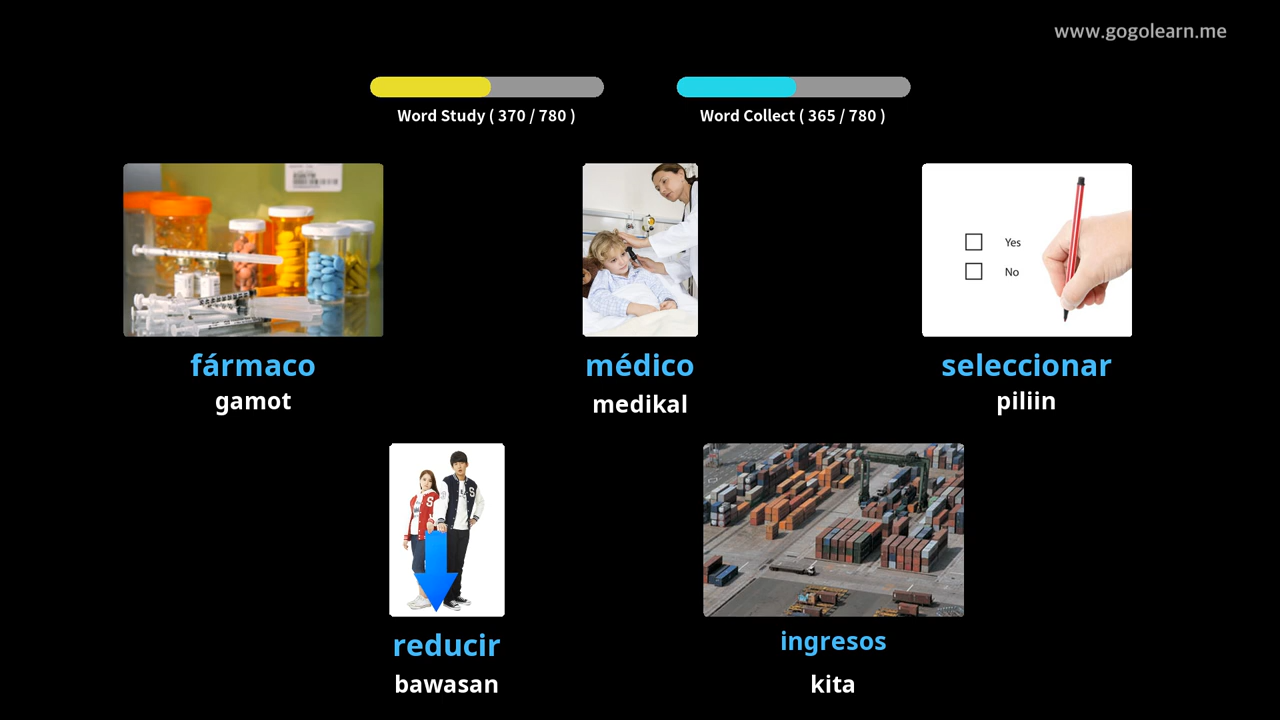 www.gogolearn.me
Word Study ( 370 / 780 )
Word Collect ( 365 / 780 )
Yes
No
fármaco
gamot
médico
medikal
seleccionar
piliin
S
S
reducir
bawasan
ingresos
kita